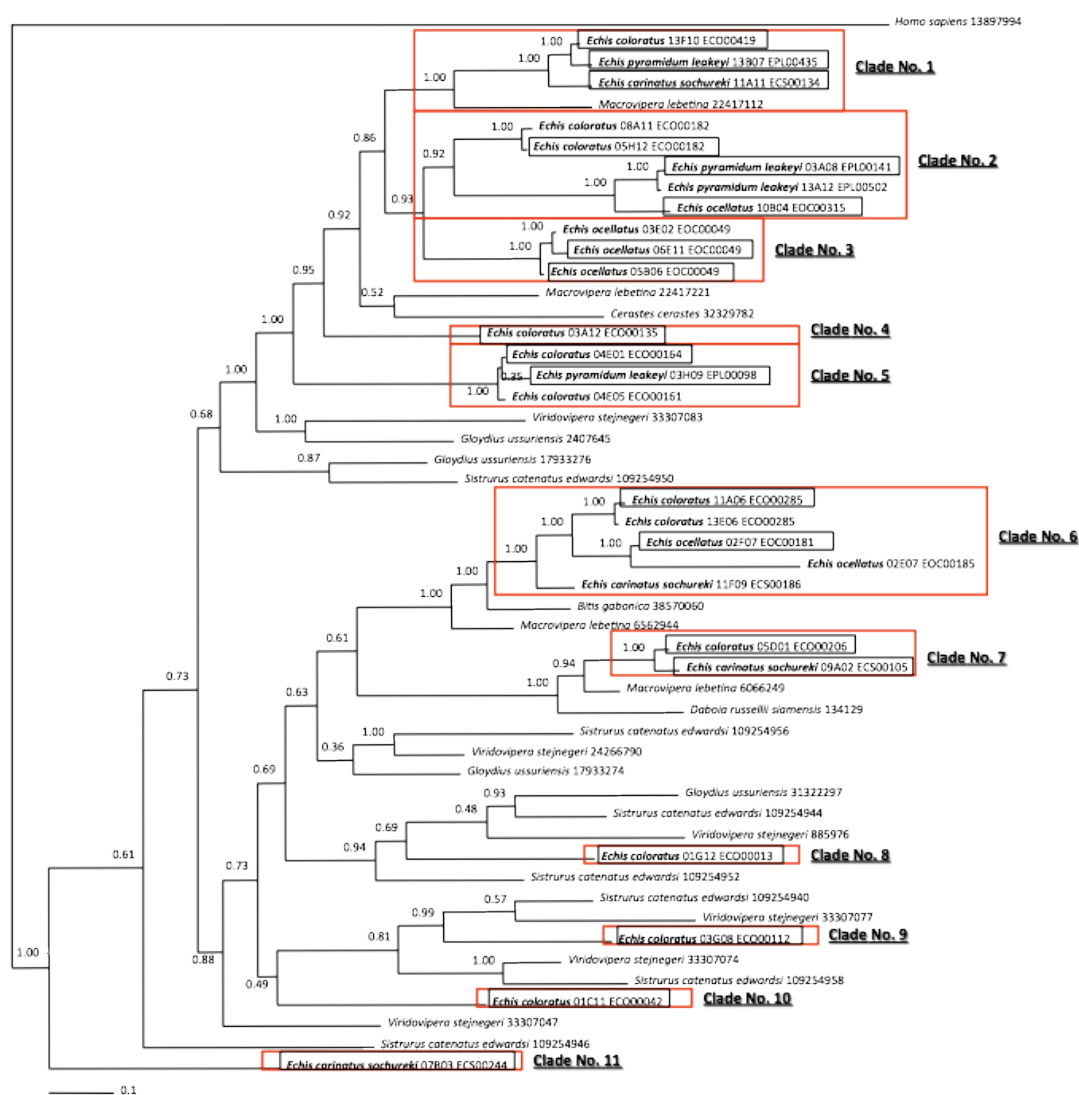 Homo sapiens 13897994
1.00
Echis coloratus 13F10 ECO00419
1.00
Echis pyramidum leakeyi 13B07 EPL00435
Clade No. 1
1.00
Echis carinatus sochureki 11A11 ECS00134
Macrovipera lebetina 22417112
1.00
Echis coloratus 08A11 ECO00182
0.86
Echis coloratus 05H12 ECO00182
0.92
Clade No. 2
1.00
Echis pyramidum leakeyi 03A08 EPL00141
1.00
Echis pyramidum leakeyi 13A12 EPL00502
0.93
Echis ocellatus 10B04 EOC00315
0.92
1.00
Echis ocellatus 03E02 EOC00049
1.00
Echis ocellatus 06E11 EOC00049
Clade No. 3
Echis ocellatus 05B06 EOC00049
0.95
0.52
Macrovipera lebetina 22417221
Cerastes cerastes 32329782
1.00
Echis coloratus 03A12 ECO00135
Clade No. 4
Echis coloratus 04E01 ECO00164
1.00
0.35
Echis pyramidum leakeyi 03H09 EPL00098
Clade No. 5
1.00
Echis coloratus 04E05 ECO00161
0.68
1.00
Viridovipera stejnegeri 33307083
Gloydius ussuriensis 2407645
0.87
Gloydius ussuriensis 17933276
Sistrurus catenatus edwardsi 109254950
1.00
Echis coloratus 11A06 ECO00285
1.00
Echis coloratus 13E06 ECO00285
1.00
1.00
Echis ocellatus 02F07 EOC00181
Clade No. 6
Echis ocellatus 02E07 EOC00185
1.00
Echis carinatus sochureki 11F09 ECS00186
1.00
Bitis gabonica 38570060
Macrovipera lebetina 6562944
0.61
1.00
Echis coloratus 05D01 ECO00206
0.94
Echis carinatus sochureki 09A02 ECS00105
Clade No. 7
0.73
1.00
Macrovipera lebetina 6066249
0.63
Daboia russellii siamensis 134129
1.00
Sistrurus catenatus edwardsi 109254956
0.36
Viridovipera stejnegeri 24266790
0.69
Gloydius ussuriensis 17933274
0.93
Gloydius ussuriensis 31322297
0.48
Sistrurus catenatus edwardsi 109254944
0.69
Viridovipera stejnegeri 885976
0.94
Echis coloratus 01G12 ECO00013
Clade No. 8
0.61
0.73
Sistrurus catenatus edwardsi 109254952
0.57
Sistrurus catenatus edwardsi 109254940
0.99
Viridovipera stejnegeri 33307077
0.81
Echis coloratus 03G08 ECO00112
Clade No. 9
1.00
0.88
1.00
Viridovipera stejnegeri 33307074
0.49
Sistrurus catenatus edwardsi 109254958
Echis coloratus 01C11 ECO00042
Clade No. 10
Viridovipera stejnegeri 33307047
Sistrurus catenatus edwardsi 109254946
Echis carinatus sochureki 07B03 ECS00244
Clade No. 11
0.1